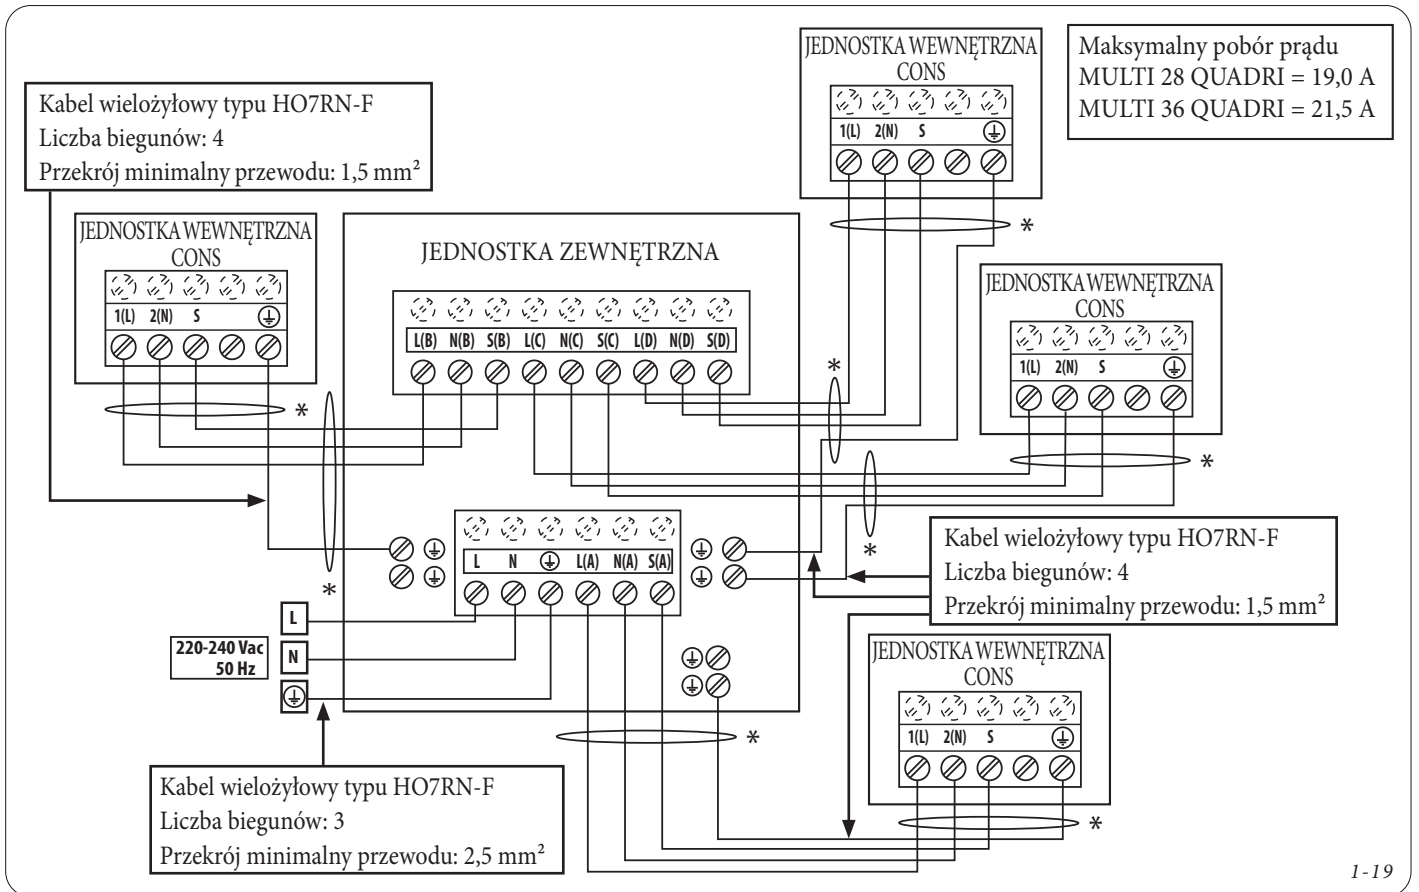 JEDNOSTKA WEWNĘTRZNA
CONS
1(L) 2(N) S
Maksymalny pobór prądu
MULTI 28 QUADRI = 19,0 A
MULTI 36 QUADRI = 21,5 A
Kabel wielożyłowy typu HO7RN-F
Liczba biegunów: 4
Przekrój minimalny przewodu: 1,5 mm²
*
JEDNOSTKA WEWNĘTRZNA
CONS
1(L) 2(N) S
*
JEDNOSTKA ZEWNĘTRZNA
L(B) N(B) S(B) L(C) N(C) S(C) L(D) N(D) S(D)
*
JEDNOSTKA WEWNĘTRZNA
CONS
1(L) 2(N) S
*
*
*
L N L(A) N(A) S(A)
Kabel wielożyłowy typu HO7RN-F
Liczba biegunów: 4
Przekrój minimalny przewodu: 1,5 mm²
220-240 Vac
50 Hz
L
N
JEDNOSTKA WEWNĘTRZNA
CONS
1(L) 2(N) S
*
*
Kabel wielożyłowy typu HO7RN-F
Liczba biegunów: 3
Przekrój minimalny przewodu: 2,5 mm²
1-19